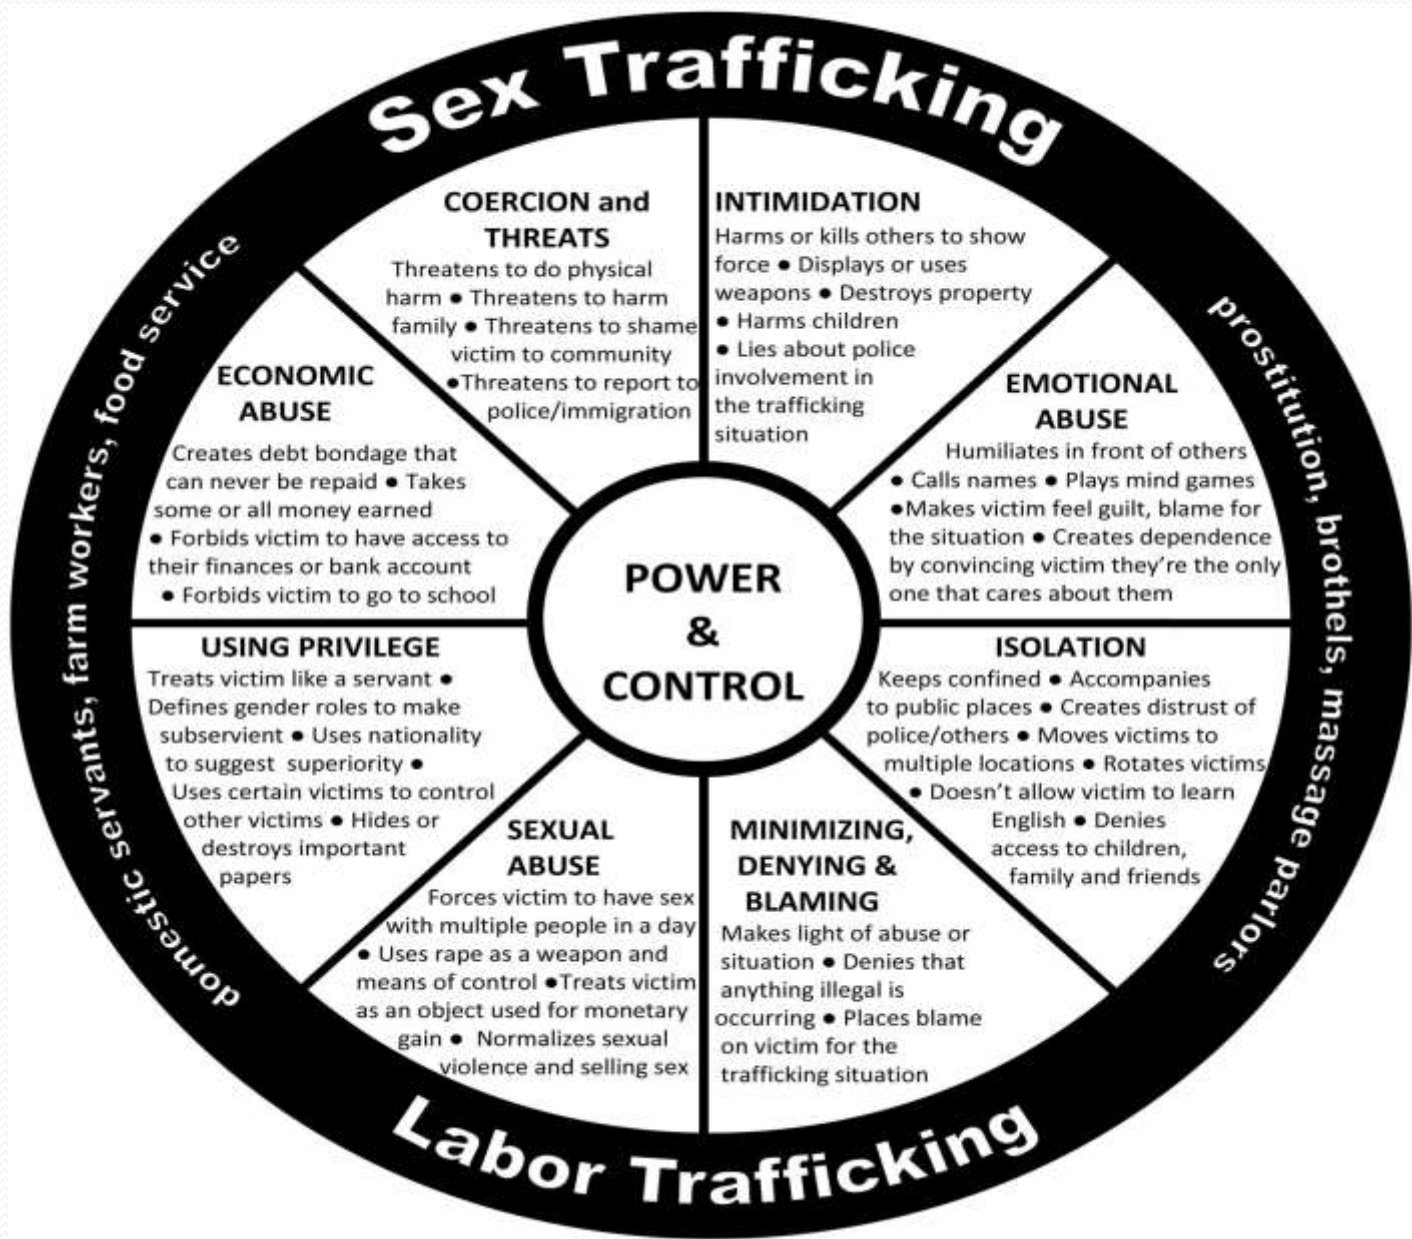 Sex Trafficking
COERCION and
THREATS
Threatens to do physical
harm ● Threatens to harm
family ● Threatens to shame
victim to community
●Threatens to report to
police/immigration
INTIMIDATION
Harms or kills others to show
force ● Displays or uses
weapons ● Destroys property
● Harms children
● Lies about police
involvement in
the trafficking
situation
EMOTIONAL
ABUSE
Humiliates in front of others
● Calls names ● Plays mind games
●Makes victim feel guilt, blame for
the situation ● Creates dependence
by convincing victim they're the only
one that cares about them
ISOLATION
Keeps confined ● Accompanies
to public places ● Creates distrust of
police/others ● Moves victims to
multiple locations ● Rotates victims
● Doesn't allow victim to learn
English ● Denies
access to children,
family and friends
MINIMIZING,
DENYING &
BLAMING
Makes light of abuse or
situation ● Denies that
anything illegal is
occurring ● Places blame
on victim for the
trafficking situation
SEXUAL
ABUSE
Forces victim to have sex
with multiple people in a day
● Uses rape as a weapon and
means of control ●Treats victim
as an object used for monetary
gain ● Normalizes sexual
violence and selling sex
USING PRIVILEGE
Treats victim like a servant ●
Defines gender roles to make
subservient ● Uses nationality
to suggest superiority ●
Uses certain victims to control
other victims ● Hides or
destroys important
papers
ECONOMIC
ABUSE
Creates debt bondage that
can never be repaid ● Takes
some or all money earned
● Forbids victim to have access to
their finances or bank account
● Forbids victim to go to school
POWER
&
CONTROL
prostitution, brothels, massage parlors
domestic servants, farm workers, food service
Labor Trafficking